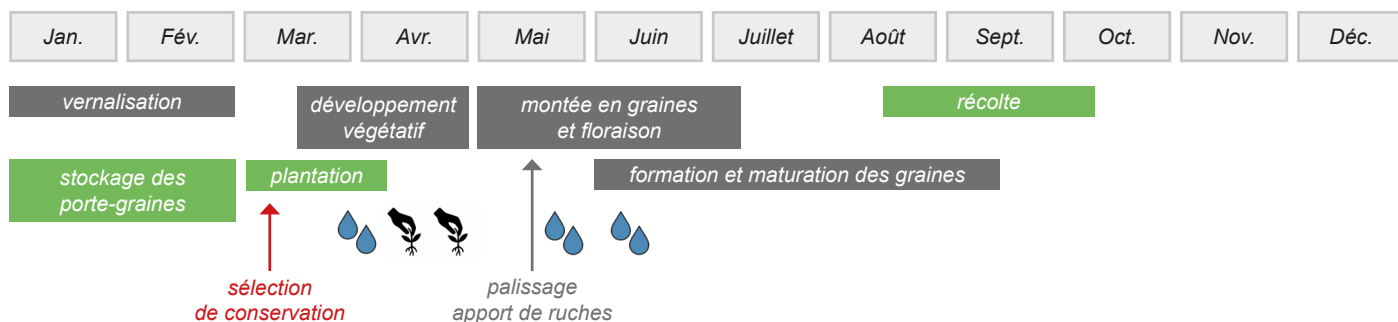 Jan. Fév. Mar. Avr. Mai Juin Juillet Août Sept. Oct. Nov. Déc.
vernalisation
développement
végétatif
montée en graines
et floraison
récolte
stockage des
porte-graines
plantation
formation et maturation des graines
sélection
de conservation
palissage
apport de ruches